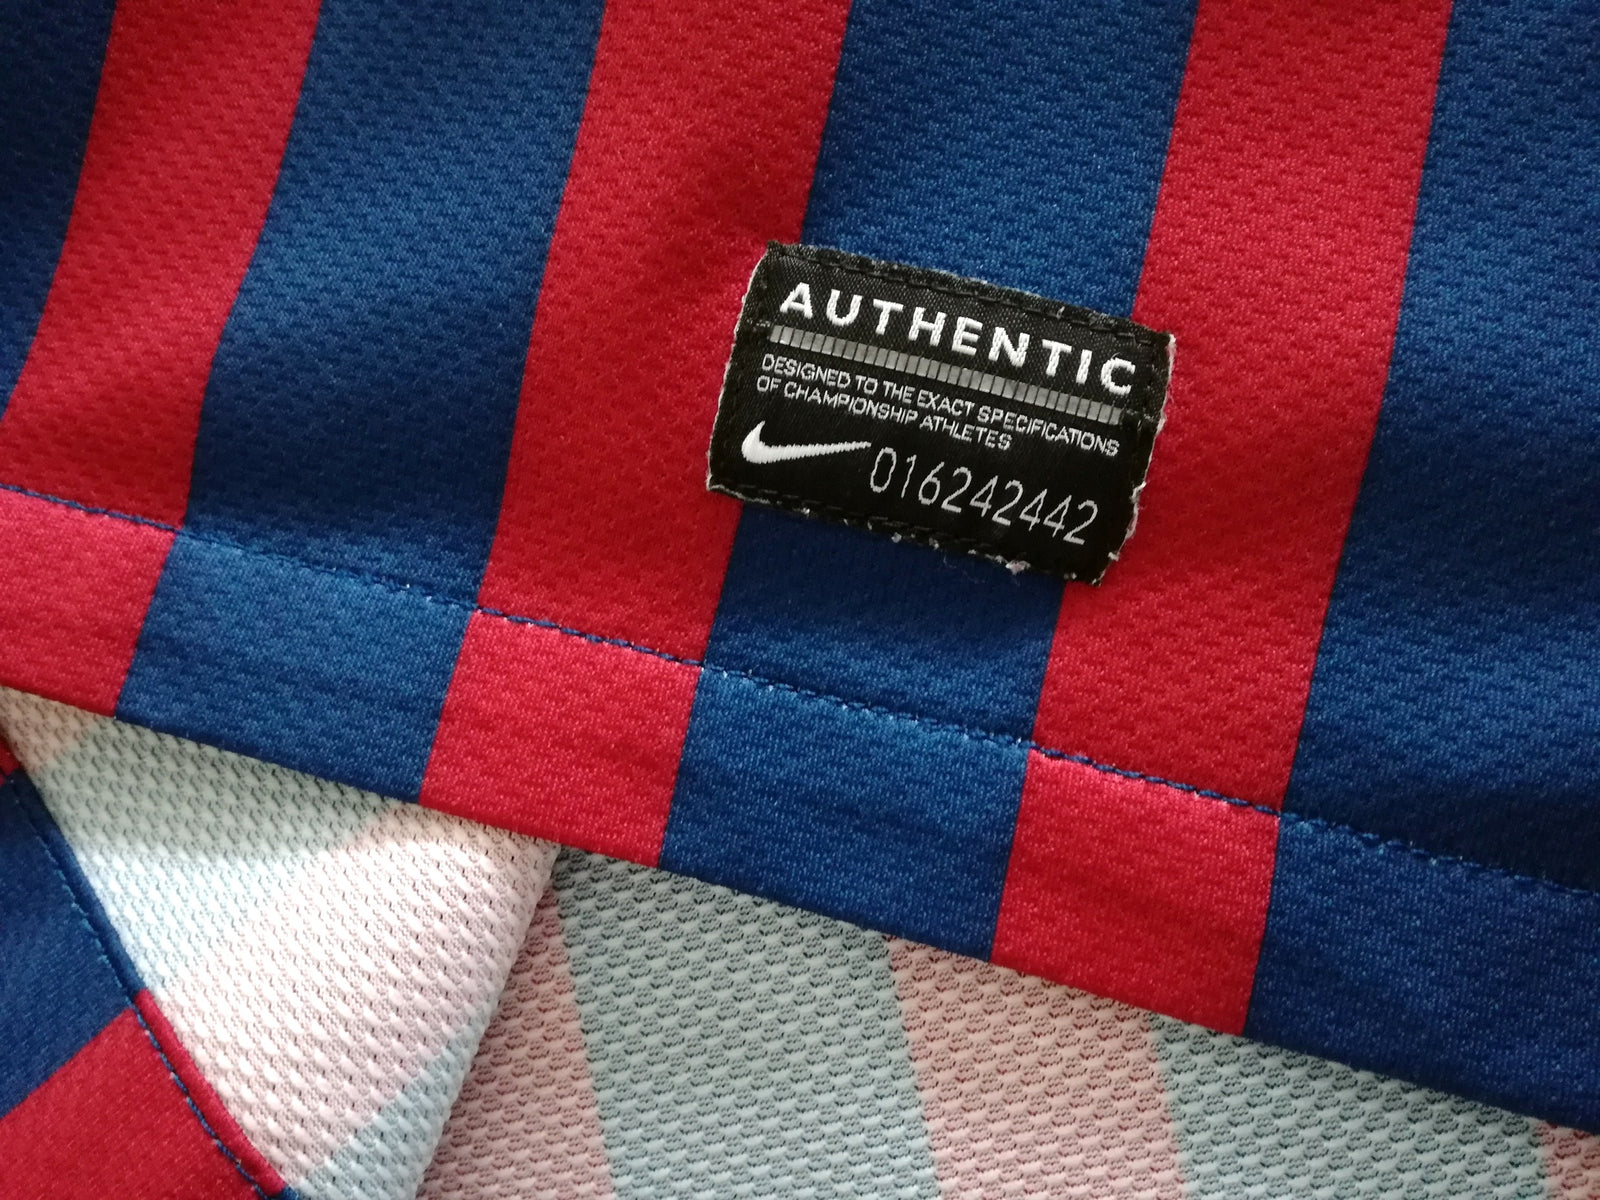 AUTHENTIC
DESIGNED TO THE EXACT SPECIFICATIONS
OF CHAMPIONSHIP ATHLETES
016242442